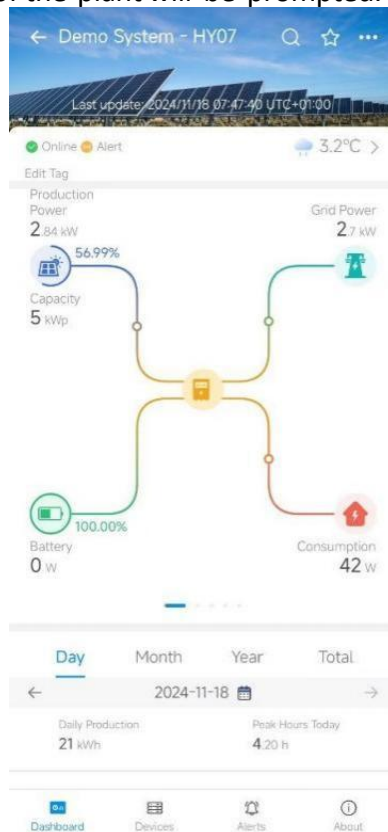 of the plant will be prompted.
← Demo System - HY07
Last update: 2024/11/18 07:47:40 UTC+01:00
Online Alert 3.2°C >
Edit Tag
Production
Power
2.84 kW
Grid Power
2.7 kW
56.99%
Capacity
5 kWp
100.00%
Battery
0 W
Consumption
42 W
Day Month Year Total
← 2024-11-18 →
Daily Production Peak Hours Today
21 kWh 4.20 h
Dashboard Devices Alerts About